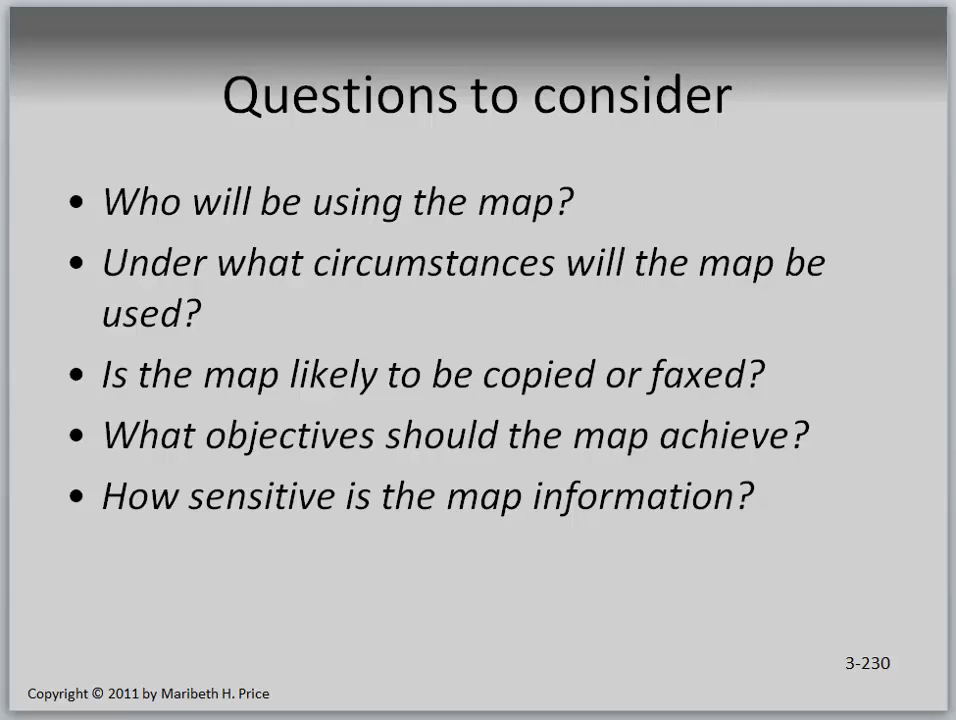 Questions to consider
• Who will be using the map?
• Under what circumstances will the map be
used?
• Is the map likely to be copied or faxed?
• What objectives should the map achieve?
• How sensitive is the map information?
3-230
Copyright © 2011 by Maribeth H. Price